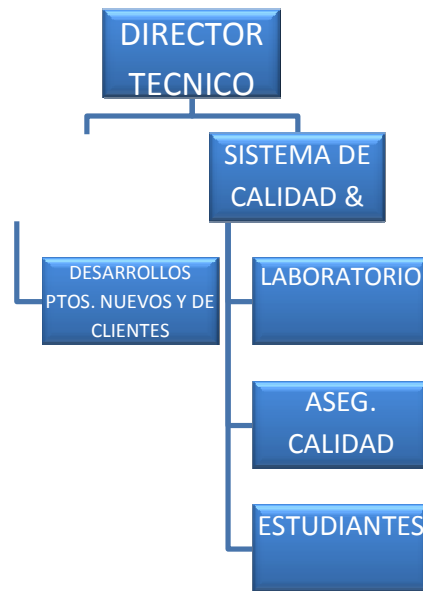 DIRECTOR
TECNICO
SISTEMA DE
CALIDAD &
DESARROLLOS
PTOS. NUEVOS Y DE
CLIENTES
LABORATORIO
ASEG.
CALIDAD
ESTUDIANTES